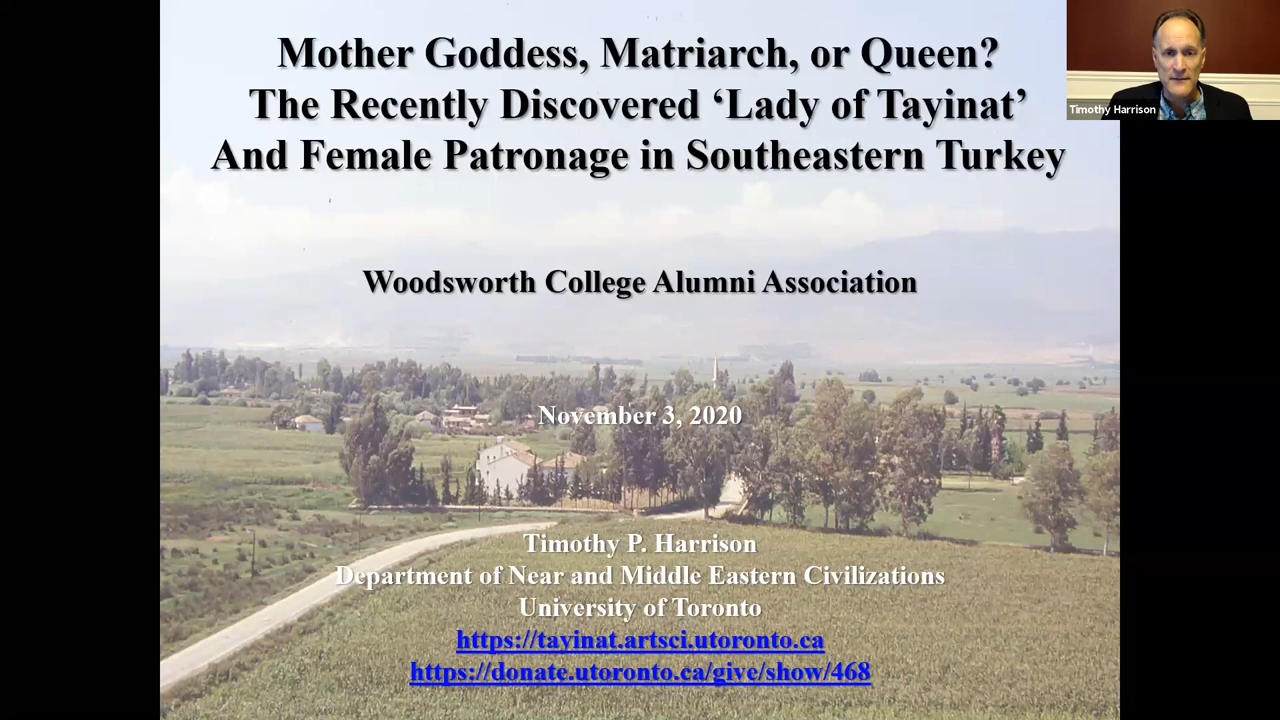 Mother Goddess, Matriarch, or Queen?
The Recently Discovered ‘Lady of Tayinat’
And Female Patronage in Southeastern Turkey
Timothy Harrison
Woodsworth College Alumni Association
November 3, 2020
Timothy P. Harrison
Department of Near and Middle Eastern Civilizations
University of Toronto
https://tayinat.artsci.utoronto.ca
https://donate.utoronto.ca/give/show/468